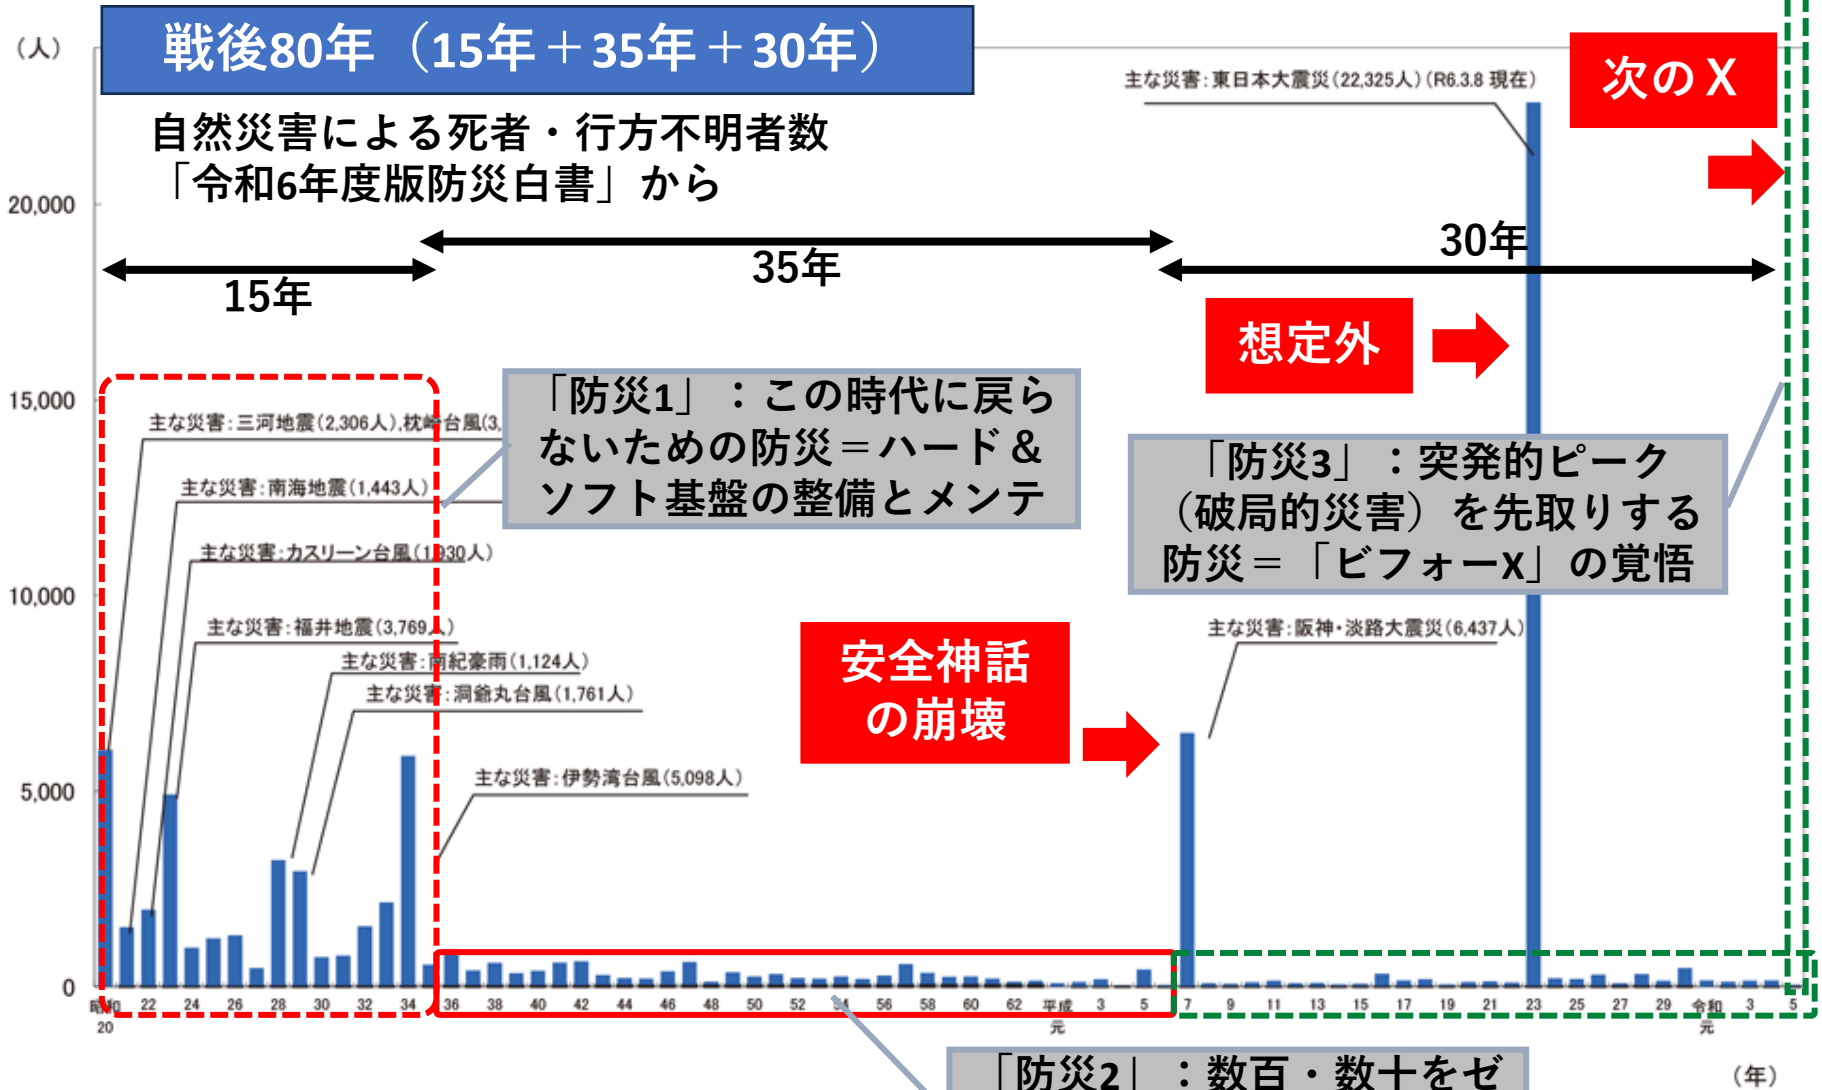 戦後80年（15年＋35年＋30年）
（人）
自然災害による死者・行方不明者数
「令和6年度版防災白書」から
主な災害：東日本大震災（22,325人）（R6.3.8 現在）
次のX
20,000
15年
35年
30年
想定外
15,000
主な災害：三河地震（2,306人），枕崎台風（3,
「防災1」：この時代に戻ら
ないための防災＝ハード＆
ソフト基盤の整備とメンテ
主な災害：南海地震（1,443人）
主な災害：カスリーン台風（1,930人）
「防災3」：突発的ピーク
（破局的災害）を先取りする
防災＝「ビフォーX」の覚悟
10,000
主な災害：福井地震（3,769人）
主な災害：南紀豪雨（1,124人）
主な災害：洞爺丸台風（1,761人）
安全神話
の崩壊
主な災害：阪神・淡路大震災（6,437人）
5,000
主な災害：伊勢湾台風（5,098人）
0
昭和 22 24 26 28 30 32 34 36 38 40 42 44 46 48 50 52 54 56 58 60 62 平成 3 5 7 9 11 13 15 17 19 21 23 25 27 29 令和 3 5
20 元 元
「防災2」：数百・数十をゼ
（年）